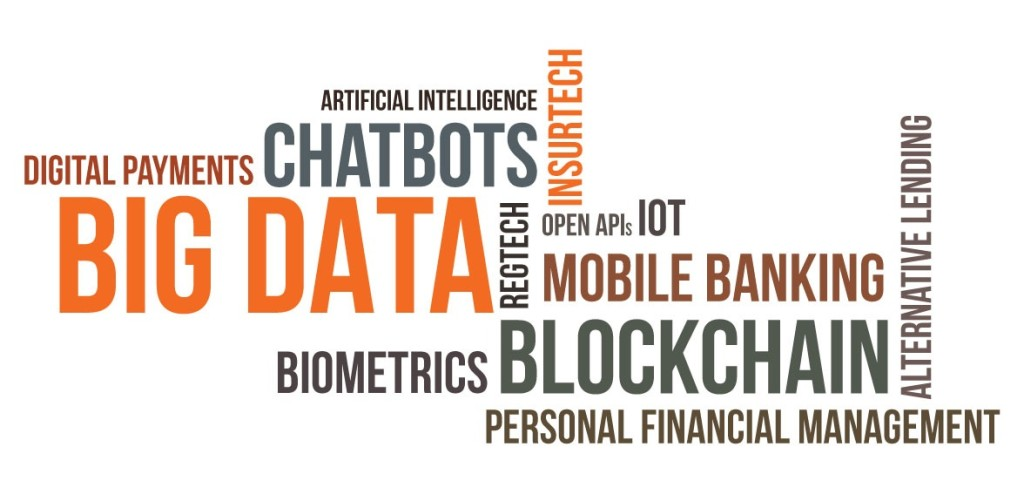 INSURTECH
ARTIFICIAL INTELLIGENCE
CHATBOTS
DIGITAL PAYMENTS
ALTERNATIVE LENDING
BIG DATA
REGTECH
OPEN APIs IOT
MOBILE BANKING
BLOCKCHAIN
BIOMETRICS
PERSONAL FINANCIAL MANAGEMENT